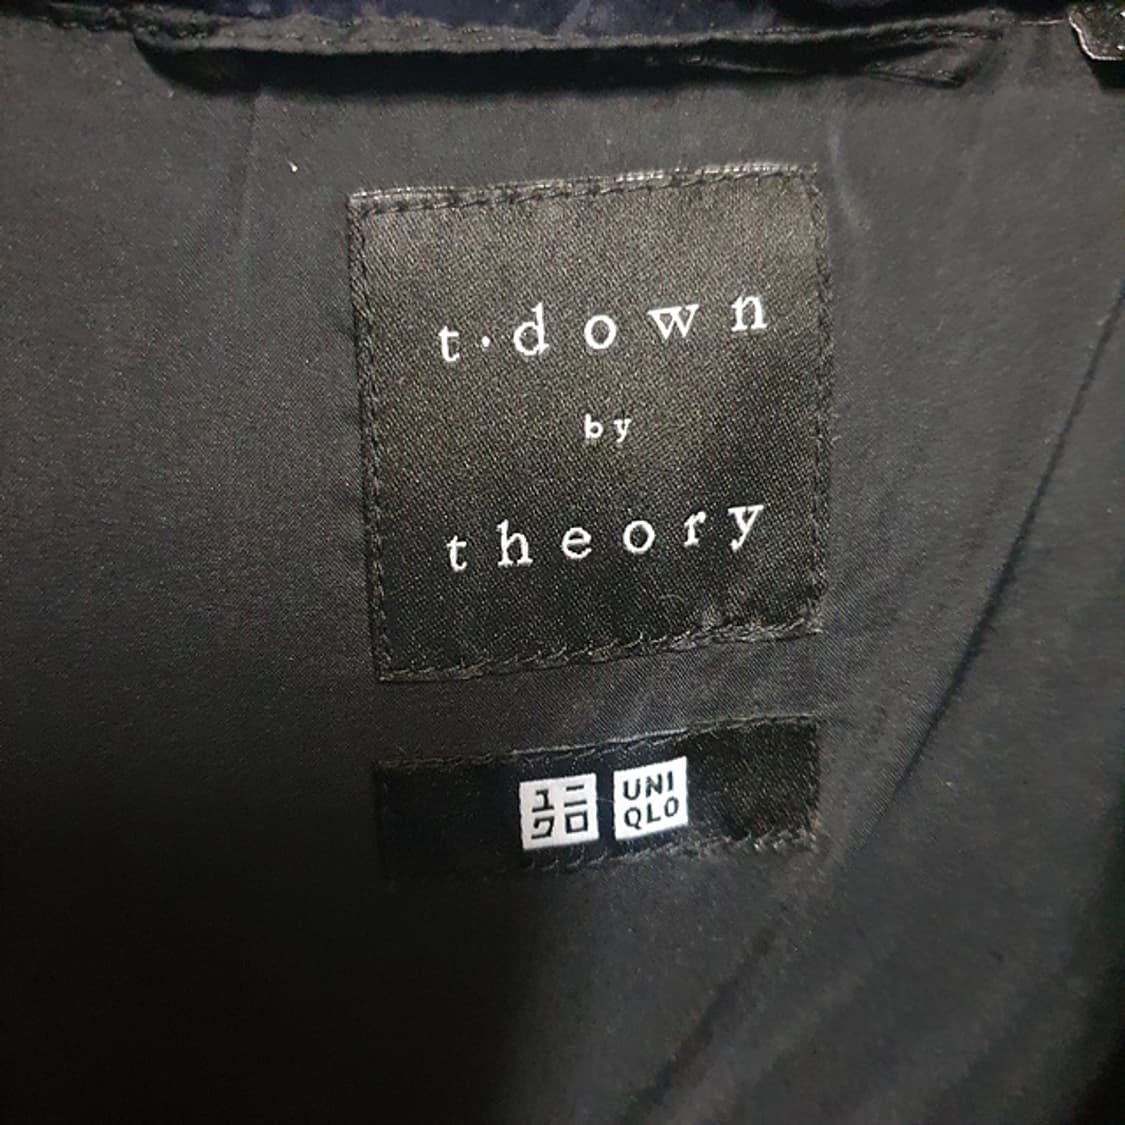 t·down
by
theory
ユニ UNI
クロ QLO